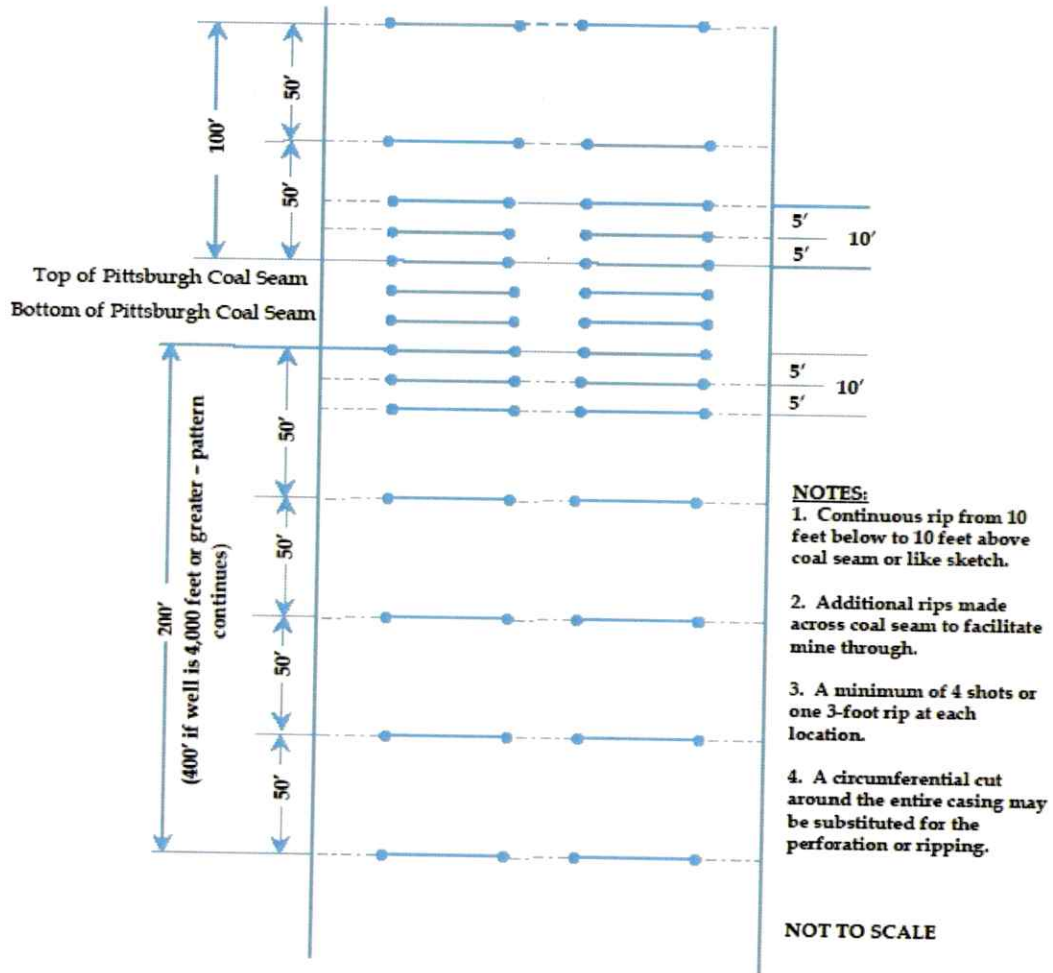 100′
50′
50′
5′
10′
5′
Top of Pittsburgh Coal Seam
Bottom of Pittsburgh Coal Seam
5′
10′
5′
200′
(400′ if well is 4,000 feet or greater – pattern
continues)
50′
50′
50′
50′
NOTES:
1. Continuous rip from 10
feet below to 10 feet above
coal seam or like sketch.
2. Additional rips made
across coal seam to facilitate
mine through.
3. A minimum of 4 shots or
one 3-foot rip at each
location.
4. A circumferential cut
around the entire casing may
be substituted for the
perforation or ripping.
NOT TO SCALE